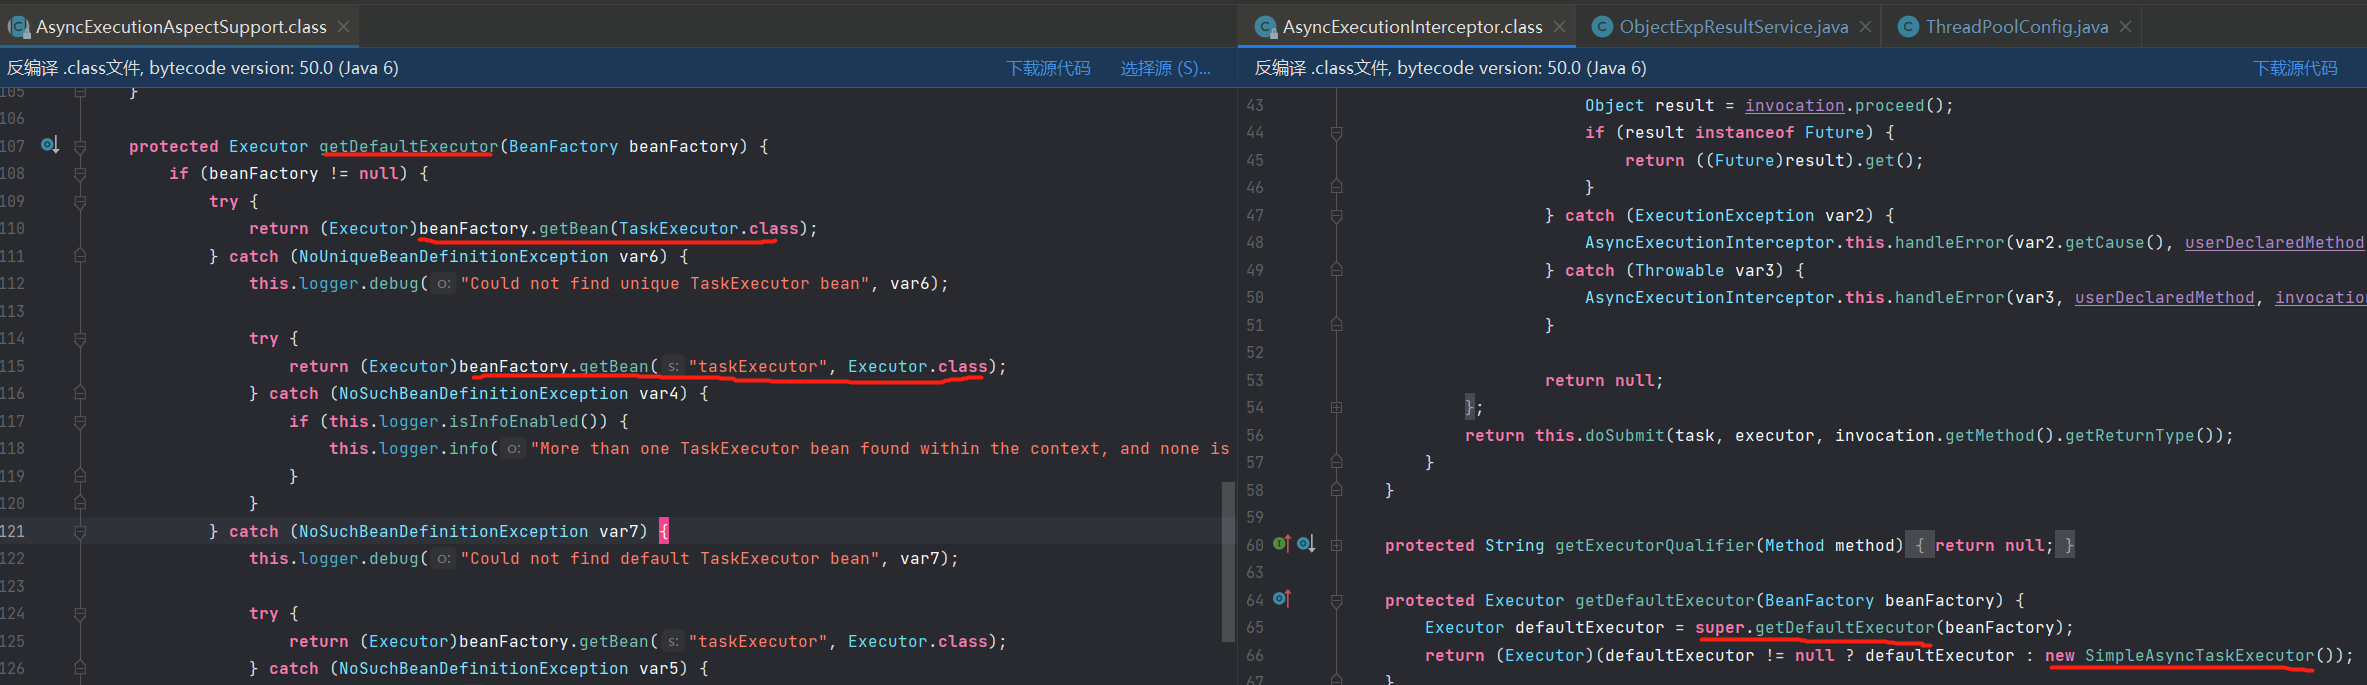 AsyncExecutionAspectSupport.class
反编译 .class文件, bytecode version: 50.0 (Java 6)
下载源代码 选择源 (S)...
105 }
106
107 protected Executor getDefaultExecutor(BeanFactory beanFactory) {
108 if (beanFactory != null) {
109 try {
110 return (Executor)beanFactory.getBean(TaskExecutor.class);
111 } catch (NoUniqueBeanDefinitionException var6) {
112 this.logger.debug( o: "Could not find unique TaskExecutor bean", var6);
113
114 try {
115 return (Executor)beanFactory.getBean( s: "taskExecutor", Executor.class);
116 } catch (NoSuchBeanDefinitionException var4) {
117 if (this.logger.isInfoEnabled()) {
118 this.logger.info( o: "More than one TaskExecutor bean found within the context, and none is
119 }
120 }
121 } catch (NoSuchBeanDefinitionException var7) {
122 this.logger.debug( o: "Could not find default TaskExecutor bean", var7);
123
124 try {
125 return (Executor)beanFactory.getBean( s: "taskExecutor", Executor.class);
126 } catch (NoSuchBeanDefinitionException var5) {
AsyncExecutionInterceptor.class ObjectExpResultService.java ThreadPoolConfig.java
反编译 .class文件, bytecode version: 50.0 (Java 6)
下载源代码
43 Object result = invocation.proceed();
44 if (result instanceof Future) {
45 return ((Future)result).get();
46 }
47 } catch (ExecutionException var2) {
48 AsyncExecutionInterceptor.this.handleError(var2.getCause(), userDeclaredMethod
49 } catch (Throwable var3) {
50 AsyncExecutionInterceptor.this.handleError(var3, userDeclaredMethod, invocatio
51 }
52
53 return null;
54 };
56 return this.doSubmit(task, executor, invocation.getMethod().getReturnType());
57 }
58 }
59
60 protected String getExecutorQualifier(Method method) { return null; }
63
64 protected Executor getDefaultExecutor(BeanFactory beanFactory) {
65 Executor defaultExecutor = super.getDefaultExecutor(beanFactory);
66 return (Executor)(defaultExecutor != null ? defaultExecutor : new SimpleAsyncTaskExecutor());
67 }